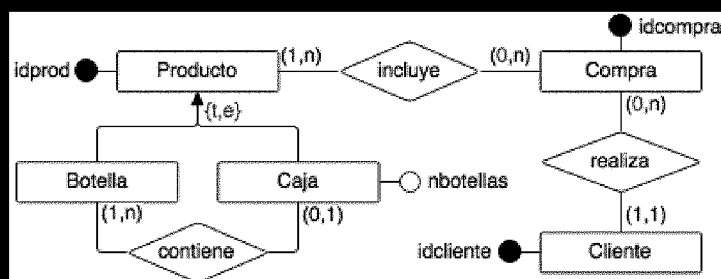 idcompra
idprod Producto (1,n) incluye (0,n) Compra
{t,e} (0,n)
Botella Caja nbotellas realiza
(1,n) (0,1) (1,1)
contiene idcliente Cliente